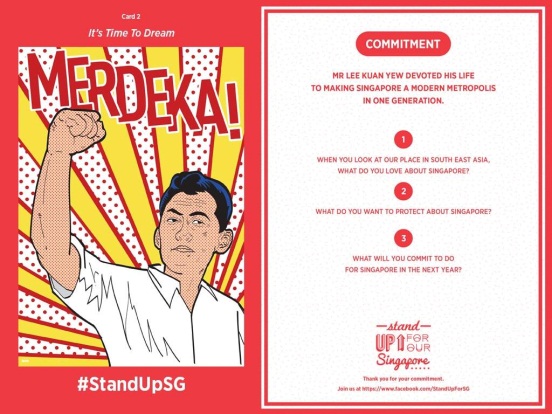 Card 2
It's Time To Dream
MERDEKA!
#StandUpSG
COMMITMENT
MR LEE KUAN YEW DEVOTED HIS LIFE
TO MAKING SINGAPORE A MODERN METROPOLIS
IN ONE GENERATION.
1
WHEN YOU LOOK AT OUR PLACE IN SOUTH EAST ASIA,
WHAT DO YOU LOVE ABOUT SINGAPORE?
2
WHAT DO YOU WANT TO PROTECT ABOUT SINGAPORE?
3
WHAT WILL YOU COMMIT TO DO
FOR SINGAPORE IN THE NEXT YEAR?
stand
UP FOR
OUR
Singapore
Thank you for your commitment.
Join us at https://www.facebook.com/StandUpForSG